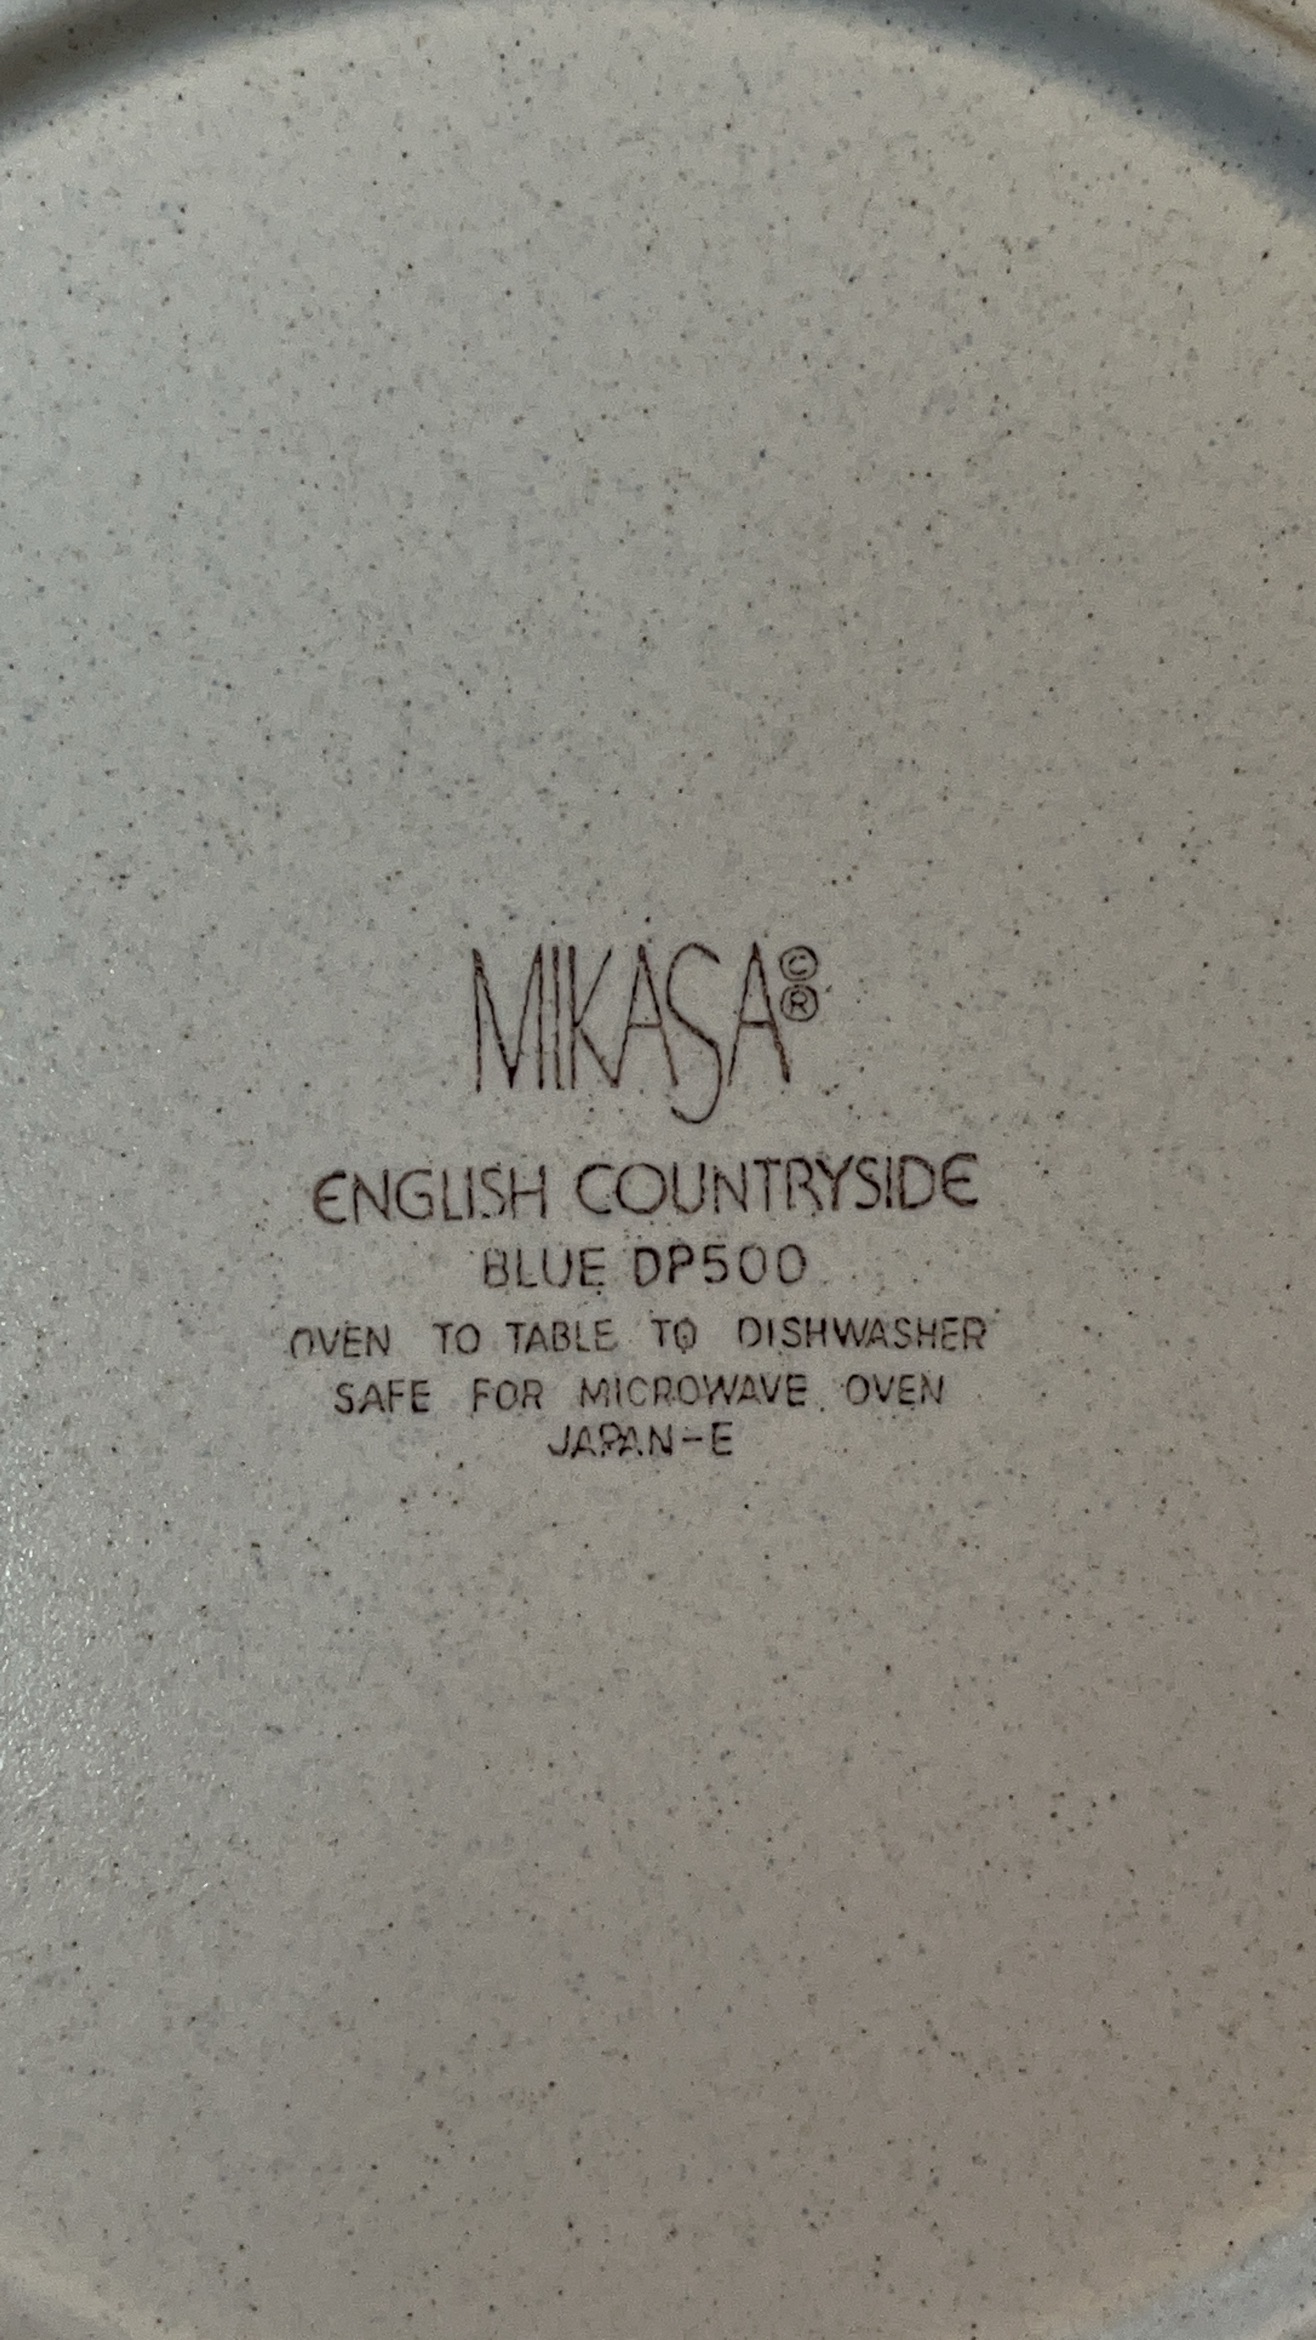 MIKASA©®
ENGLISH COUNTRYSIDE
BLUE DP500
OVEN TO TABLE TO DISHWASHER
SAFE FOR MICROWAVE OVEN
JAPAN-E